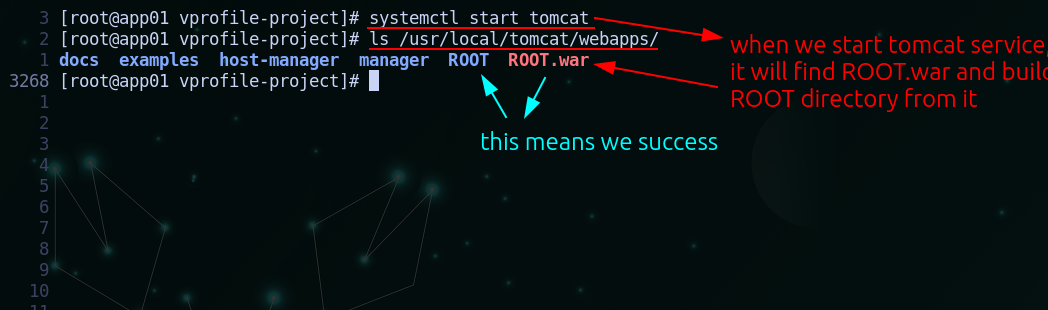 3 [root@app01 vprofile-project]# systemctl start tomcat
2 [root@app01 vprofile-project]# ls /usr/local/tomcat/webapps/
1 docs examples host-manager manager ROOT ROOT.war
3268 [root@app01 vprofile-project]#
1
2
3
4
5
6
7
8
9
10
11
when we start tomcat service,
it will find ROOT.war and build
ROOT directory from it
this means we success